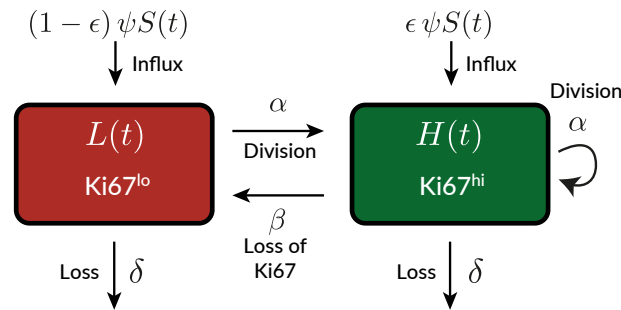 (1 − ϵ) ψS(t)
ϵ ψS(t)
Influx
Influx
Division
α
L(t)
Ki67lo
α
Division
β
Loss of
Ki67
H(t)
Ki67hi
Loss
δ
Loss
δ